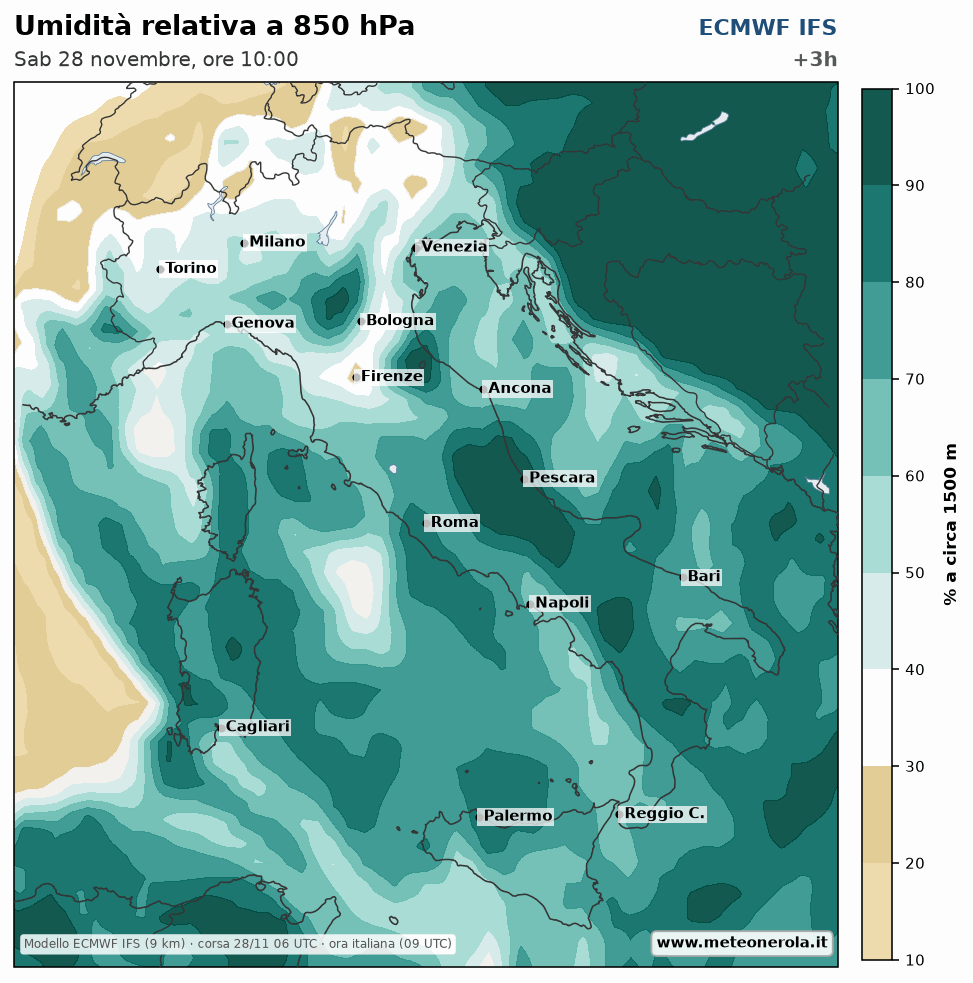 Umidità relativa a 850 hPa
ECMWF IFS
Sab 28 novembre, ore 10:00
+3h
100
90
80
70
60
50
40
30
20
10
% a circa 1500 m
Milano
Venezia
Torino
Genova
Bologna
Firenze
Ancona
Pescara
Roma
Bari
Napoli
Cagliari
Palermo
Reggio C.
Modello ECMWF IFS (9 km) · corsa 28/11 06 UTC · ora italiana (09 UTC)
www.meteonerola.it